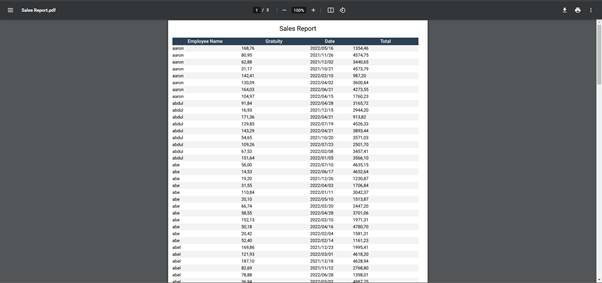 Sales Report.pdf
1 / 8
100%
Sales Report
Employee Name Gratuity Date Total
aaron 168,76 2022/05/16 1354,46
aaron 80,95 2021/11/26 4574,75
aaron 62,88 2021/12/02 3440,65
aaron 31,17 2021/10/21 4573,79
aaron 142,41 2022/02/10 987,20
aaron 130,09 2022/04/02 3600,84
aaron 164,03 2022/06/21 4273,55
aaron 104,97 2022/04/15 1760,23
abdul 91,84 2022/04/28 3165,72
abdul 16,93 2021/12/15 2944,20
abdul 171,36 2022/04/21 913,82
abdul 129,85 2022/07/19 4526,33
abdul 143,29 2022/04/21 3893,44
abdul 54,65 2021/10/20 3571,03
abdul 109,26 2022/07/23 2501,70
abdul 67,53 2022/02/08 3457,41
abdul 151,64 2022/01/05 3566,10
abe 56,00 2022/07/10 4635,15
abe 14,53 2022/06/17 4652,64
abe 19,20 2021/12/26 1230,87
abe 31,55 2022/04/03 1706,84
abe 110,84 2022/01/11 3042,37
abe 20,10 2022/05/10 1513,87
abe 66,74 2022/02/20 2447,20
abe 58,55 2022/04/28 3701,06
abe 152,13 2022/02/10 1971,31
abe 50,18 2022/04/16 4780,70
abe 20,42 2022/02/04 1581,31
abe 52,40 2022/02/14 1161,23
abel 169,86 2021/12/23 1995,41
abel 121,93 2022/03/01 4618,20
abel 187,10 2021/12/18 4628,94
abel 82,69 2021/11/12 2768,80
abel 78,88 2022/06/28 1398,01